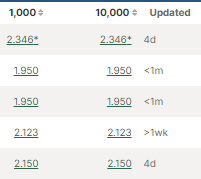 1,000 10,000 Updated
2.346* 2.346* 4d
1.950 1.950 <1m
1.950 1.950 <1m
2.123 2.123 >1wk
2.150 2.150 4d